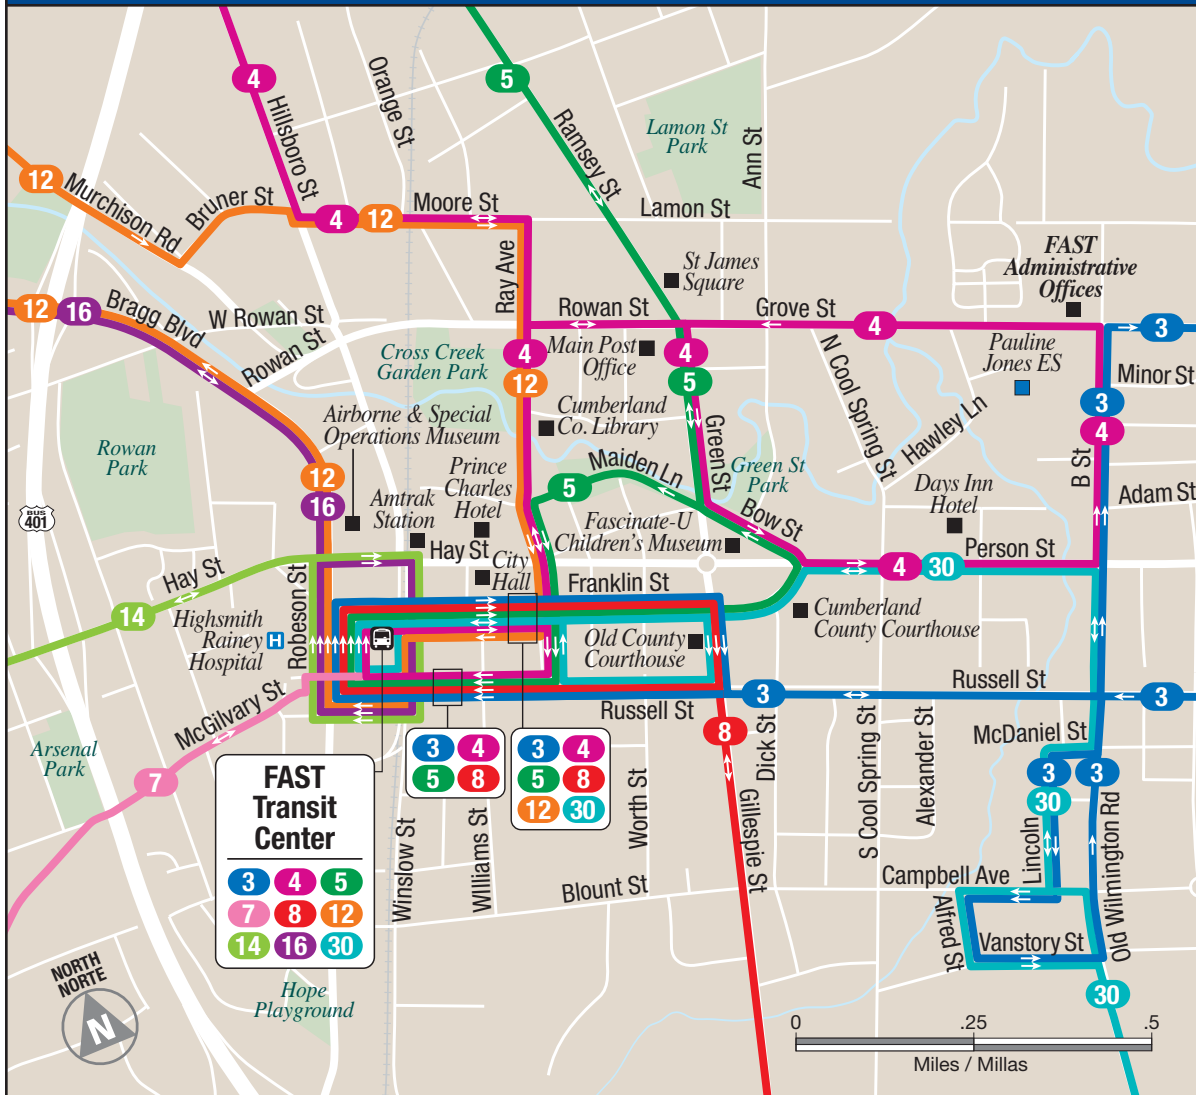 4
5
Orange St
Hillsboro St
Ramsey St
Lamon St
Park
Ann St
12
Murchison Rd
Bruner St
4
12
Moore St
Lamon St
FAST
Administrative
Offices
St James
Square
Ray Ave
12
16
Bragg Blvd
W Rowan St
Rowan St
Rowan St
Grove St
4
3
Cross Creek
Garden Park
4
12
Main Post
Office
4
5
N Cool Spring St
Pauline
Jones ES
Minor St
3
4
Airborne & Special
Operations Museum
Cumberland
Co. Library
Hawley Ln
Rowan
Park
Prince
Charles
Hotel
Maiden Ln
5
Green St
Green St
Park
B St
12
16
Amtrak
Station
Days Inn
Hotel
Adam St
BUS
401
Fascinate-U
Children's Museum
Bow St
Hay St
Person St
Hay St
City
Hall
4
30
Franklin St
14
Robeson St
Highsmith
Rainey
Hospital
H
Cumberland
County Courthouse
Old County
Courthouse
McGilvary St
Russell St
3
Russell St
3
Arsenal
Park
7
8
Dick St
S Cool Spring St
Alexander St
McDaniel St
3
3
30
3
4
5
8
3
4
5
8
12
30
FAST
Transit
Center
3
4
5
7
8
12
14
16
30
Winslow St
Williams St
Worth St
Gillespie St
Lincoln
Old Wilmington Rd
Blount St
Campbell Ave
Alfred St
Vanstory St
NORTH
NORTE
N
Hope
Playground
30
0
.25
.5
Miles / Millas